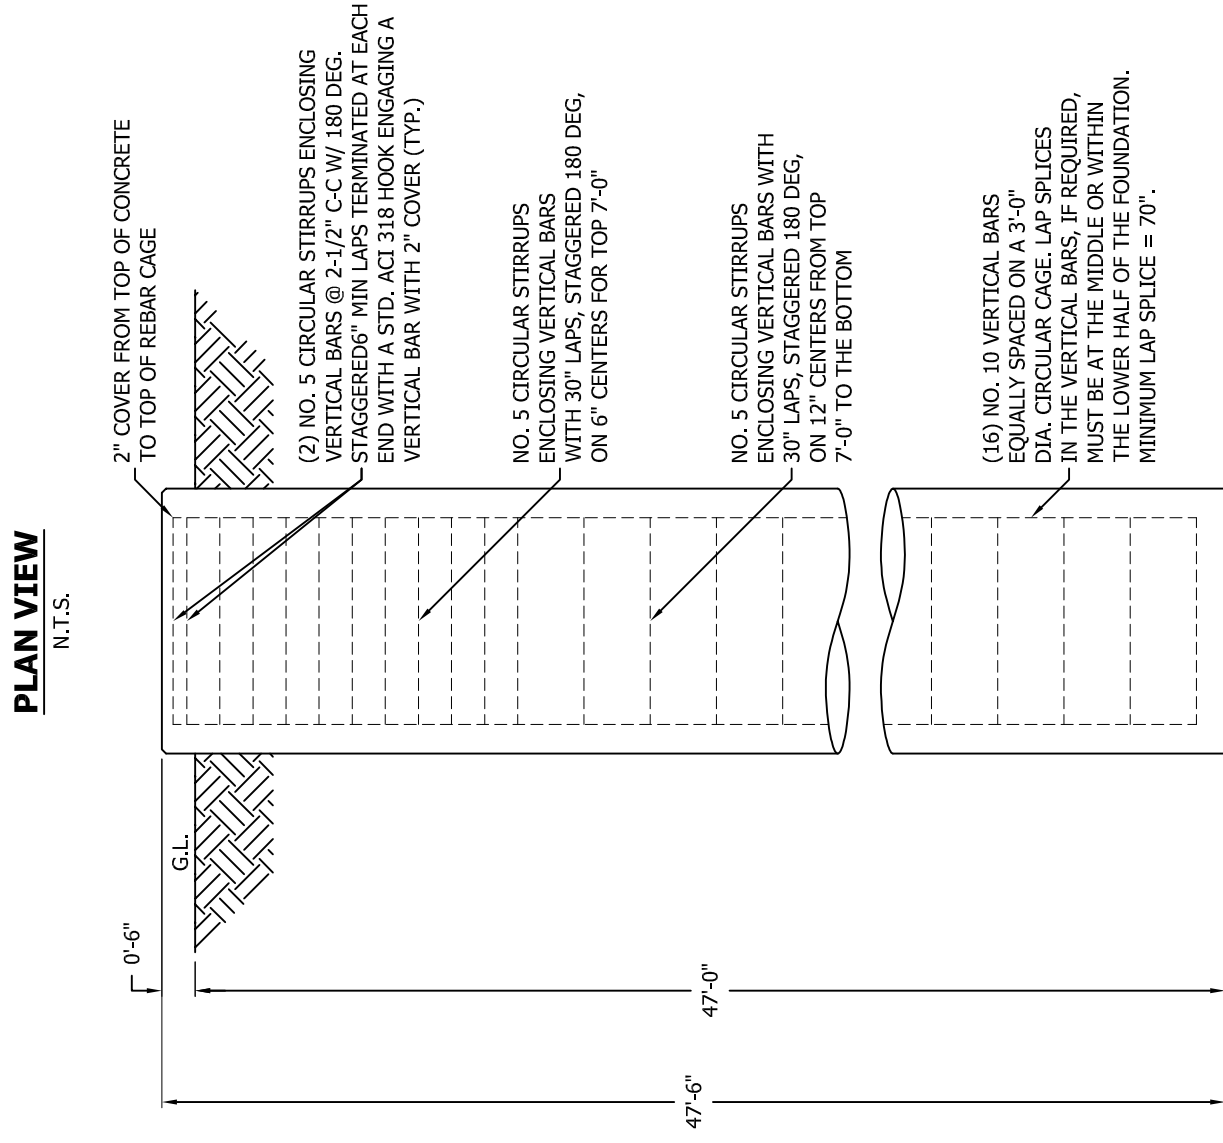 PLAN VIEW
N.T.S.
2" COVER FROM TOP OF CONCRETE
TO TOP OF REBAR CAGE
(2) NO. 5 CIRCULAR STIRRUPS ENCLOSING
VERTICAL BARS @ 2-1/2" C-C W/ 180 DEG.
STAGGERED6" MIN LAPS TERMINATED AT EACH
END WITH A STD. ACI 318 HOOK ENGAGING A
VERTICAL BAR WITH 2" COVER (TYP.)
NO. 5 CIRCULAR STIRRUPS
ENCLOSING VERTICAL BARS
WITH 30" LAPS, STAGGERED 180 DEG,
ON 6" CENTERS FOR TOP 7'-0"
NO. 5 CIRCULAR STIRRUPS
ENCLOSING VERTICAL BARS WITH
30" LAPS, STAGGERED 180 DEG,
ON 12" CENTERS FROM TOP
7'-0" TO THE BOTTOM
(16) NO. 10 VERTICAL BARS
EQUALLY SPACED ON A 3'-0"
DIA. CIRCULAR CAGE. LAP SPLICES
IN THE VERTICAL BARS, IF REQUIRED,
MUST BE AT THE MIDDLE OR WITHIN
THE LOWER HALF OF THE FOUNDATION.
MINIMUM LAP SPLICE = 70".
G.L.
0'-6"
47'-0"
47'-6"